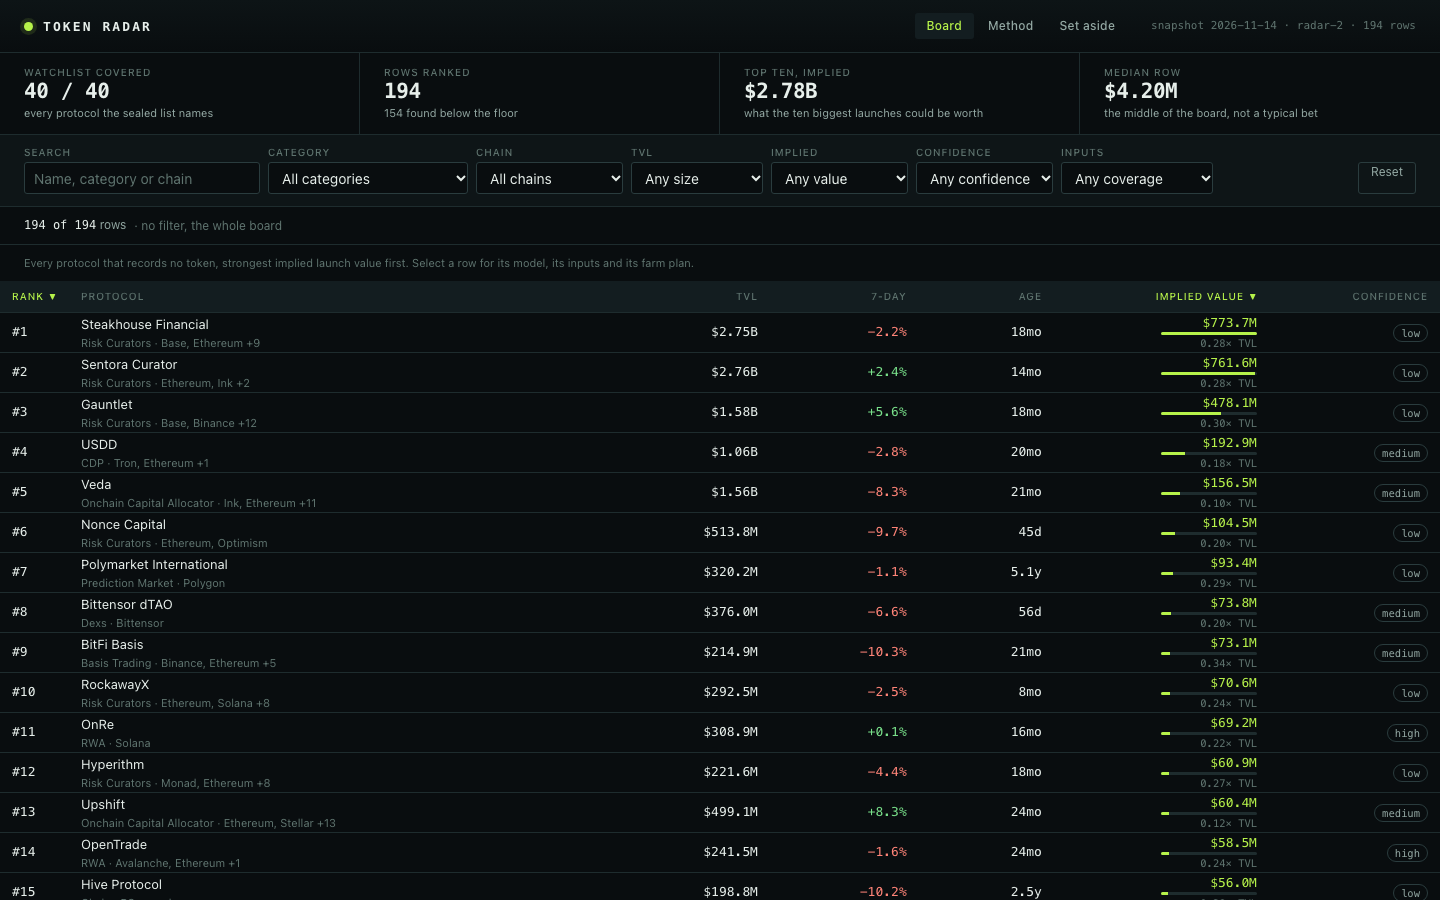 TOKEN RADAR
Board Method Set aside snapshot 2026-11-14 · radar-2 · 194 rows
WATCHLIST COVERED
40 / 40
every protocol the sealed list names
ROWS RANKED
194
154 found below the floor
TOP TEN, IMPLIED
$2.78B
what the ten biggest launches could be worth
MEDIAN ROW
$4.20M
the middle of the board, not a typical bet
SEARCH CATEGORY CHAIN TVL IMPLIED CONFIDENCE INPUTS
Name, category or chain All categories All chains Any size Any value Any confidence Any coverage Reset
194 of 194 rows · no filter, the whole board
Every protocol that records no token, strongest implied launch value first. Select a row for its model, its inputs and its farm plan.
RANK ▼ PROTOCOL TVL 7-DAY AGE IMPLIED VALUE ▼ CONFIDENCE
#1 Steakhouse Financial $2.75B −2.2% 18mo $773.7M low
Risk Curators · Base, Ethereum +9 0.28× TVL
#2 Sentora Curator $2.76B +2.4% 14mo $761.6M low
Risk Curators · Ethereum, Ink +2 0.28× TVL
#3 Gauntlet $1.58B +5.6% 18mo $478.1M low
Risk Curators · Base, Binance +12 0.30× TVL
#4 USDD $1.06B −2.8% 20mo $192.9M medium
CDP · Tron, Ethereum +1 0.18× TVL
#5 Veda $1.56B −8.3% 21mo $156.5M medium
Onchain Capital Allocator · Ink, Ethereum +11 0.10× TVL
#6 Nonce Capital $513.8M −9.7% 45d $104.5M low
Risk Curators · Ethereum, Optimism 0.20× TVL
#7 Polymarket International $320.2M −1.1% 5.1y $93.4M low
Prediction Market · Polygon 0.29× TVL
#8 Bittensor dTAO $376.0M −6.6% 56d $73.8M medium
Dexs · Bittensor 0.20× TVL
#9 BitFi Basis $214.9M −10.3% 21mo $73.1M medium
Basis Trading · Binance, Ethereum +5 0.34× TVL
#10 RockawayX $292.5M −2.5% 8mo $70.6M low
Risk Curators · Ethereum, Solana +8 0.24× TVL
#11 OnRe $308.9M +0.1% 16mo $69.2M high
RWA · Solana 0.22× TVL
#12 Hyperithm $221.6M −4.4% 18mo $60.9M low
Risk Curators · Monad, Ethereum +8 0.27× TVL
#13 Upshift $499.1M +8.3% 24mo $60.4M medium
Onchain Capital Allocator · Ethereum, Stellar +13 0.12× TVL
#14 OpenTrade $241.5M −1.6% 24mo $58.5M high
RWA · Avalanche, Ethereum +1 0.24× TVL
#15 Hive Protocol $198.8M −10.2% 2.5y $56.0M low